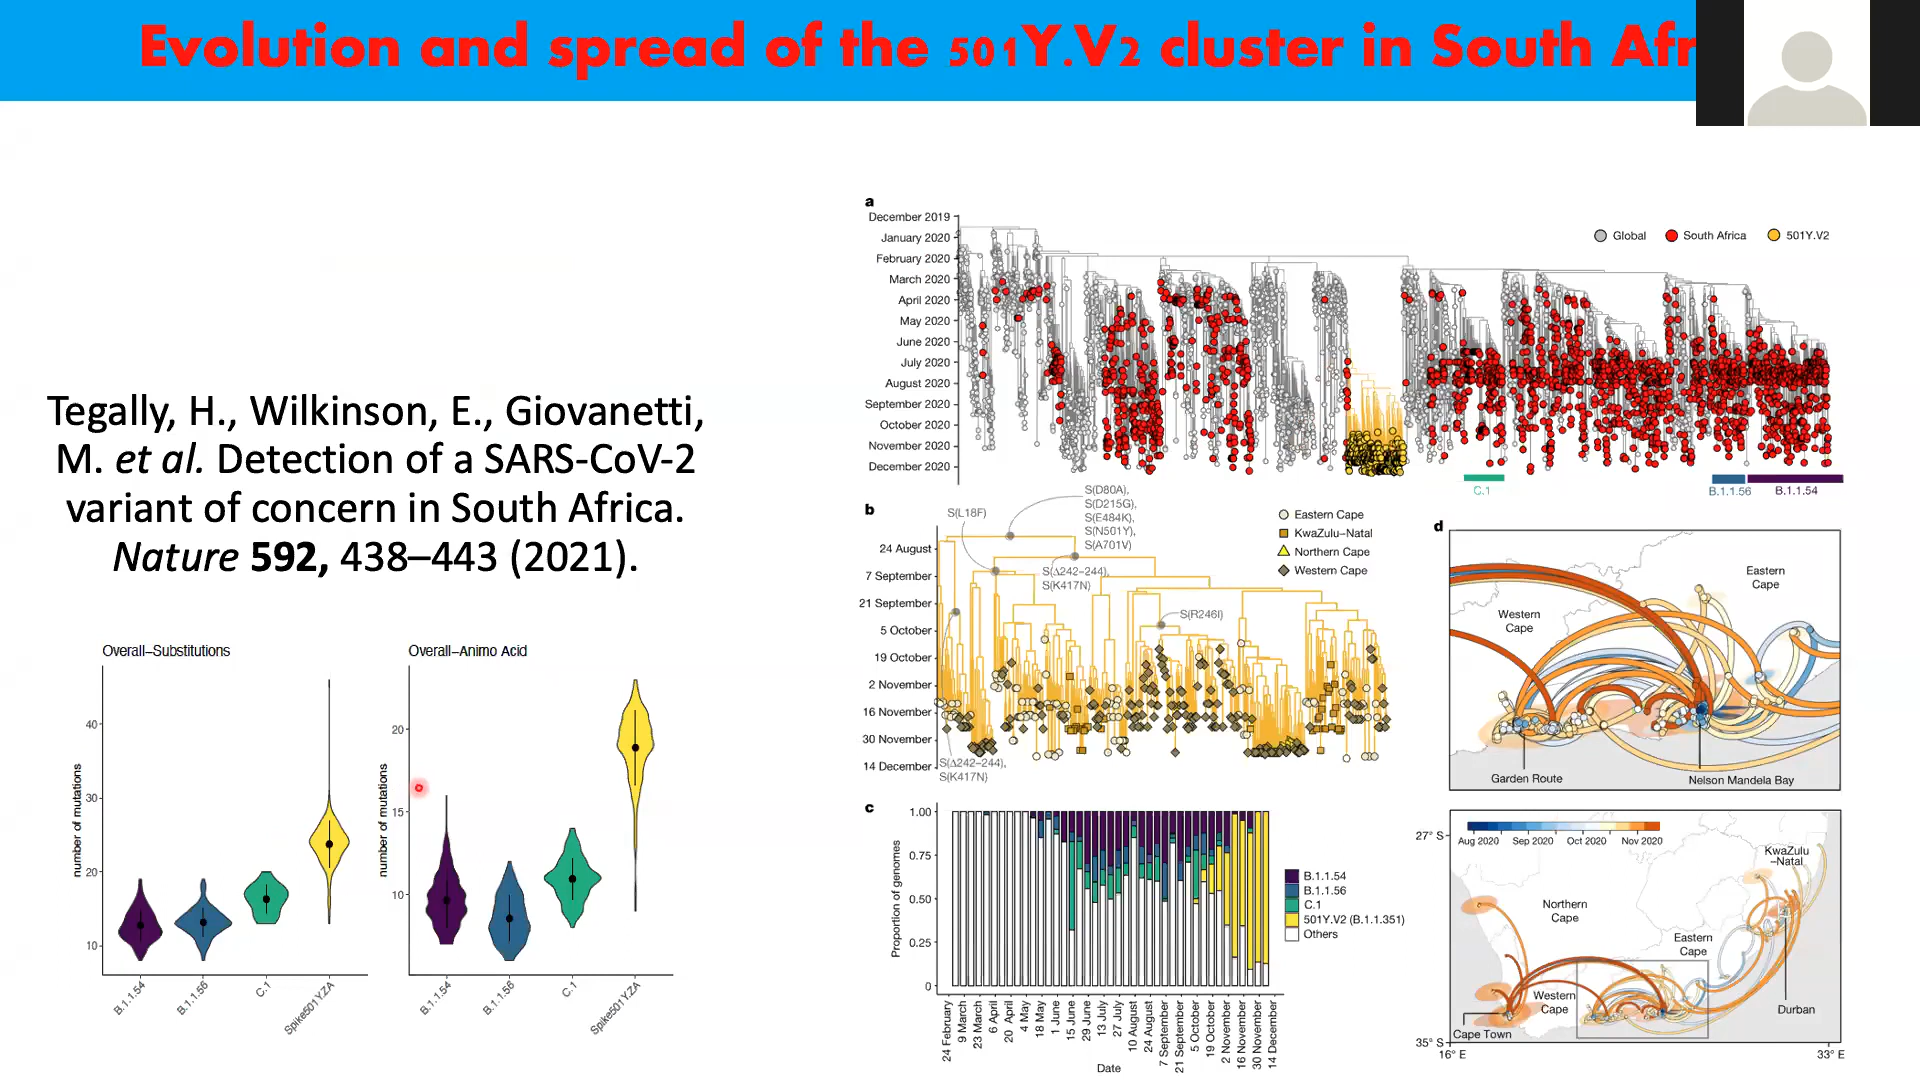 Evolution and spread of the 501Y.V2 cluster in South Afr
Tegally, H., Wilkinson, E., Giovanetti,
M. et al. Detection of a SARS-CoV-2
variant of concern in South Africa.
Nature 592, 438–443 (2021).
Overall–Substitutions
number of mutations
40
30
20
10
B.1.1.54
B.1.1.56
C.1
Spike501Y.ZA
Overall–Animo Acid
number of mutations
20
15
10
B.1.1.54
B.1.1.56
C.1
Spike501Y.ZA
a
December 2019
January 2020
February 2020
March 2020
April 2020
May 2020
June 2020
July 2020
August 2020
September 2020
October 2020
November 2020
December 2020
Global
South Africa
501Y.V2
C.1
B.1.1.56
B.1.1.54
b
24 August
7 September
21 September
5 October
19 October
2 November
16 November
30 November
14 December
S(L18F)
S(D80A),
S(D215G),
S(E484K),
S(N501Y),
S(A701V)
S(Δ242–244),
S(K417N)
S(R246I)
S(Δ242–244),
S(K417N)
Eastern Cape
KwaZulu–Natal
Northern Cape
Western Cape
c
Proportion of genomes
1.00
0.75
0.50
0.25
0
24 February
9 March
23 March
6 April
20 April
4 May
18 May
1 June
15 June
29 June
13 July
27 July
10 August
24 August
7 September
21 September
5 October
19 October
2 November
16 November
30 November
14 December
Date
B.1.1.54
B.1.1.56
C.1
501Y.V2 (B.1.1.351)
Others
d
Eastern
Cape
Western
Cape
Garden Route
Nelson Mandela Bay
27° S
35° S
16° E
33° E
Aug 2020
Sep 2020
Oct 2020
Nov 2020
KwaZulu
–Natal
Northern
Cape
Eastern
Cape
Western
Cape
Durban
Cape Town